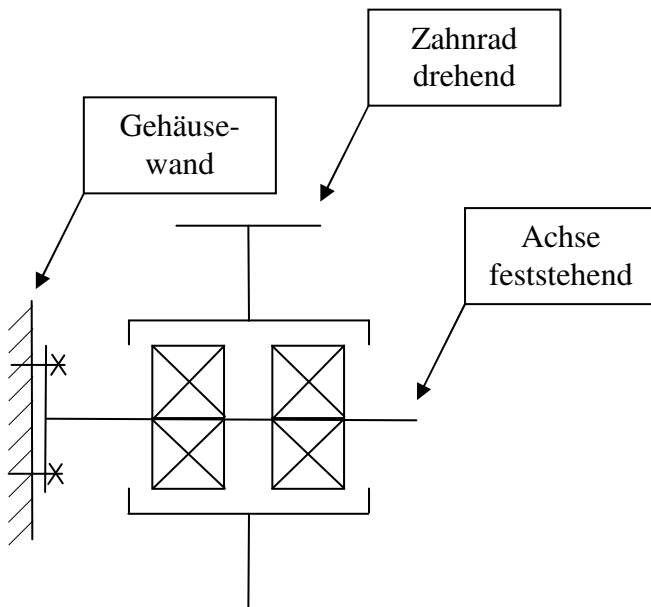 Zahnrad
drehend
Gehäuse-
wand
Achse
feststehend